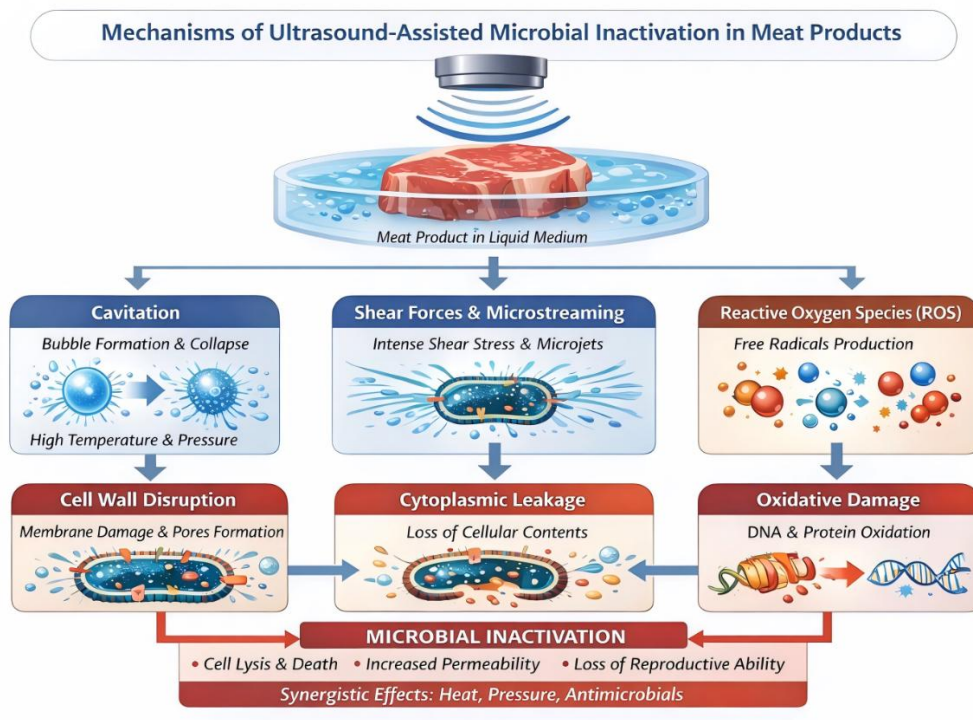 Mechanisms of Ultrasound-Assisted Microbial Inactivation in Meat Products
Meat Product in Liquid Medium
Cavitation
Bubble Formation & Collapse
High Temperature & Pressure
Shear Forces & Microstreaming
Intense Shear Stress & Microjets
Reactive Oxygen Species (ROS)
Free Radicals Production
Cell Wall Disruption
Membrane Damage & Pores Formation
Cytoplasmic Leakage
Loss of Cellular Contents
Oxidative Damage
DNA & Protein Oxidation
MICROBIAL INACTIVATION
• Cell Lysis & Death • Increased Permeability • Loss of Reproductive Ability
Synergistic Effects: Heat, Pressure, Antimicrobials